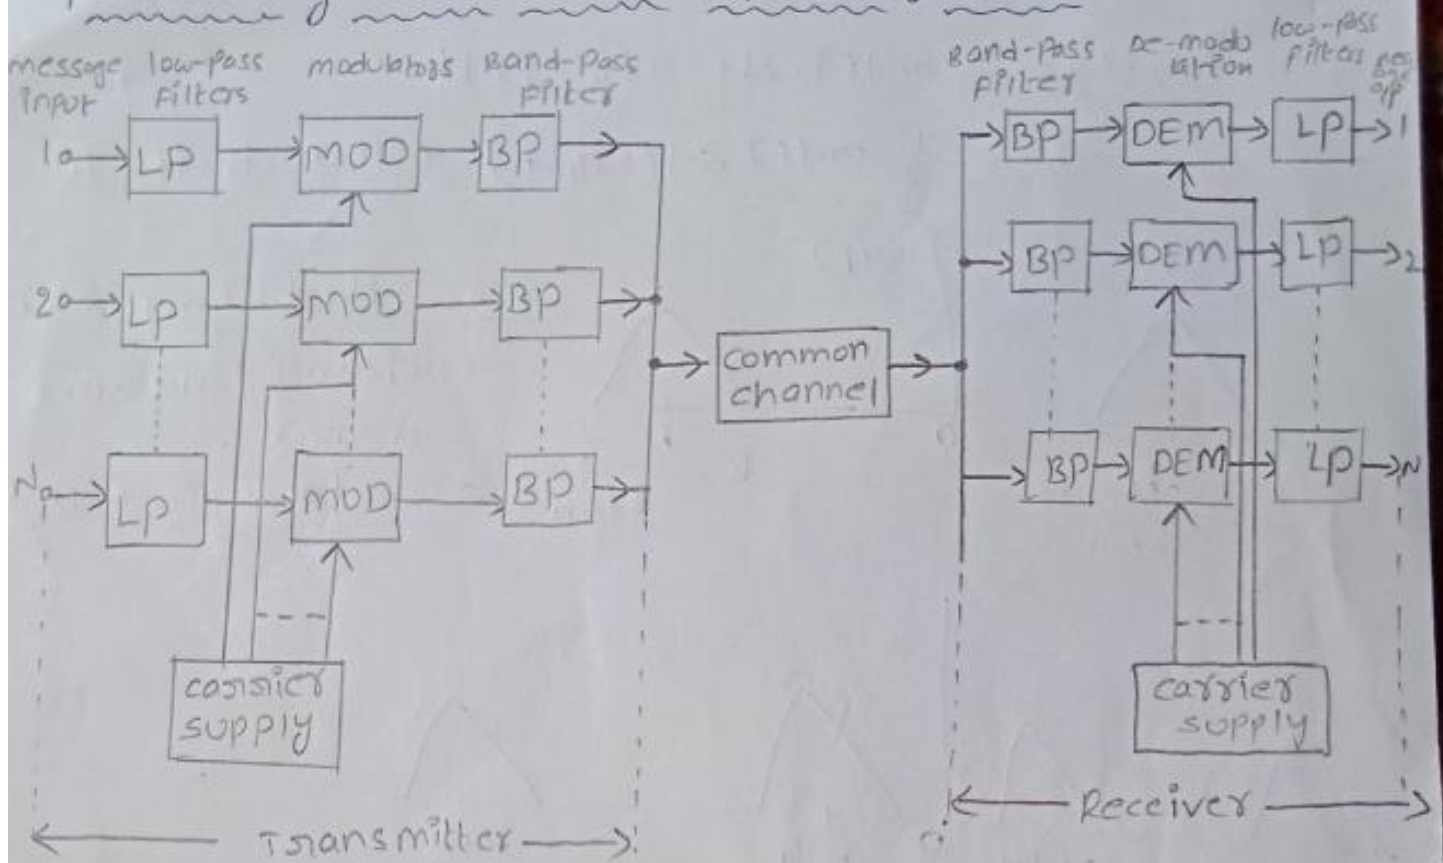 message
input
low-pass
Filters
modulators
Band-Pass
Filter
Band-Pass
Filter
De-modu
lation
low-pass
Filters
1
LP
MOD
BP
BP
DEM
LP
1
2
LP
MOD
BP
BP
DEM
LP
2
common
channel
N
LP
MOD
BP
BP
DEM
LP
N
carrier
supply
carrier
supply
Transmitter
Receiver